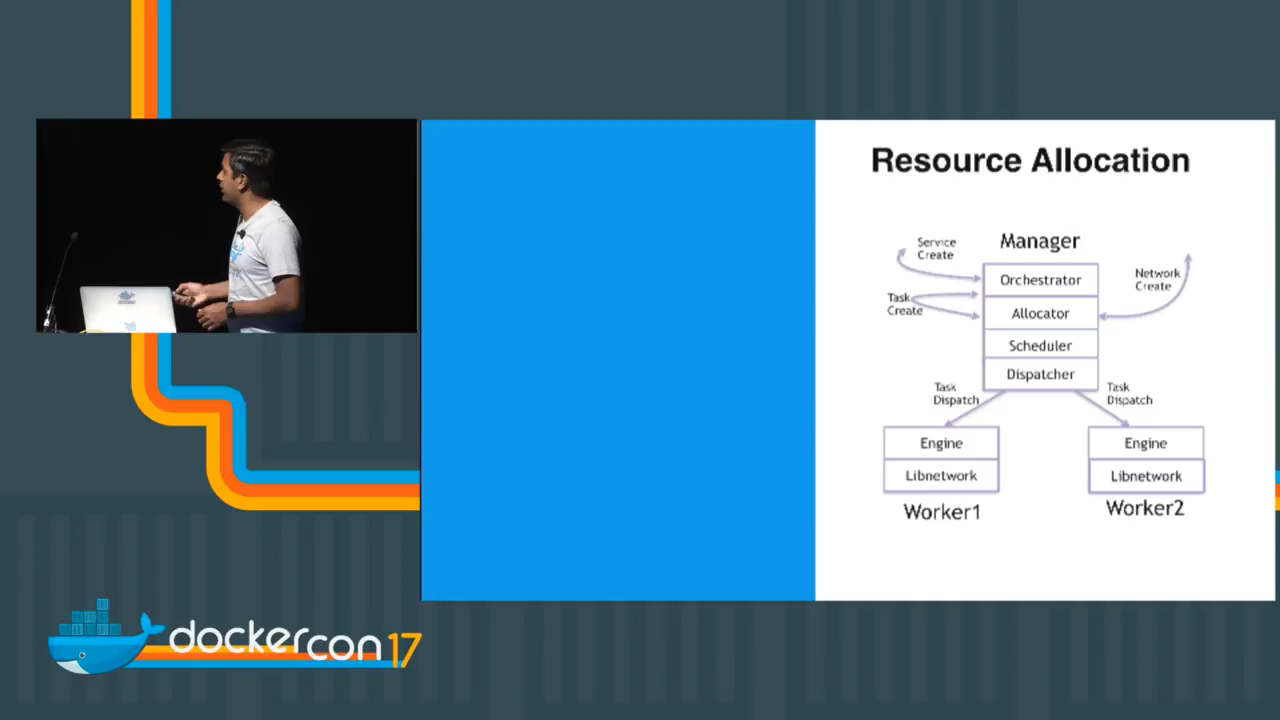 Resource Allocation
Service
Create
Manager
Orchestrator
Network
Create
Task
Create
Allocator
Scheduler
Dispatcher
Task
Dispatch
Task
Dispatch
Engine
Engine
Libnetwork
Libnetwork
Worker1
Worker2
dockercon 17